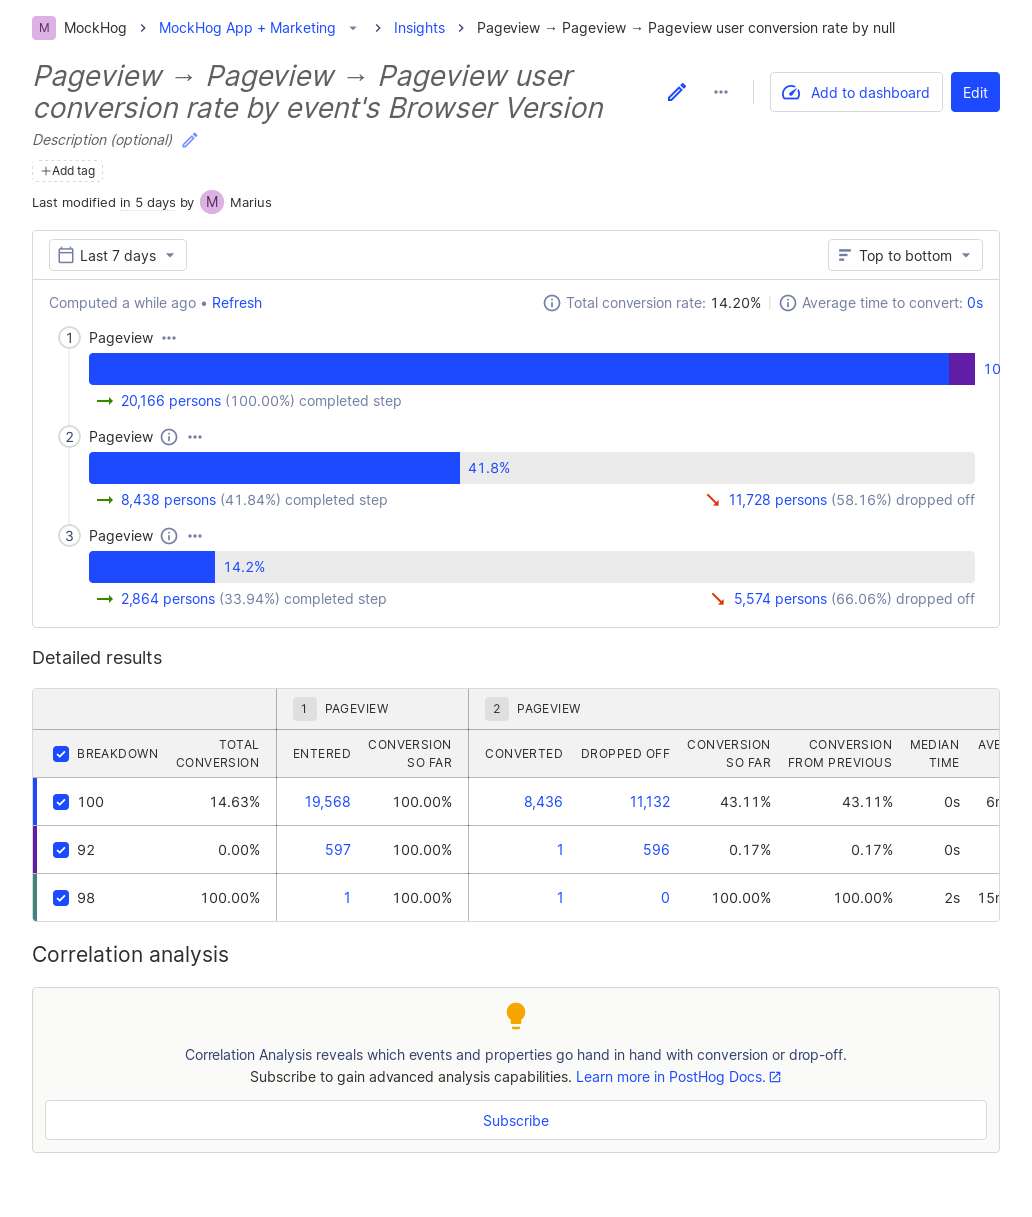 M MockHog > MockHog App + Marketing > Insights > Pageview → Pageview → Pageview user conversion rate by null
Pageview → Pageview → Pageview user
conversion rate by event's Browser Version
Add to dashboard
Edit
Description (optional)
+Add tag
Last modified in 5 days by M Marius
Last 7 days
Top to bottom
Computed a while ago • Refresh
Total conversion rate: 14.20%
Average time to convert: 0s
1 Pageview
10
20,166 persons (100.00%) completed step
2 Pageview
41.8%
8,438 persons (41.84%) completed step
11,728 persons (58.16%) dropped off
3 Pageview
14.2%
2,864 persons (33.94%) completed step
5,574 persons (66.06%) dropped off
Detailed results
1 PAGEVIEW 2 PAGEVIEW
BREAKDOWN TOTAL CONVERSION ENTERED CONVERSION SO FAR CONVERTED DROPPED OFF CONVERSION SO FAR CONVERSION FROM PREVIOUS MEDIAN TIME AVE
100 14.63% 19,568 100.00% 8,436 11,132 43.11% 43.11% 0s 6m
92 0.00% 597 100.00% 1 596 0.17% 0.17% 0s
98 100.00% 1 100.00% 1 0 100.00% 100.00% 2s 15m
Correlation analysis
Correlation Analysis reveals which events and properties go hand in hand with conversion or drop-off.
Subscribe to gain advanced analysis capabilities. Learn more in PostHog Docs.
Subscribe